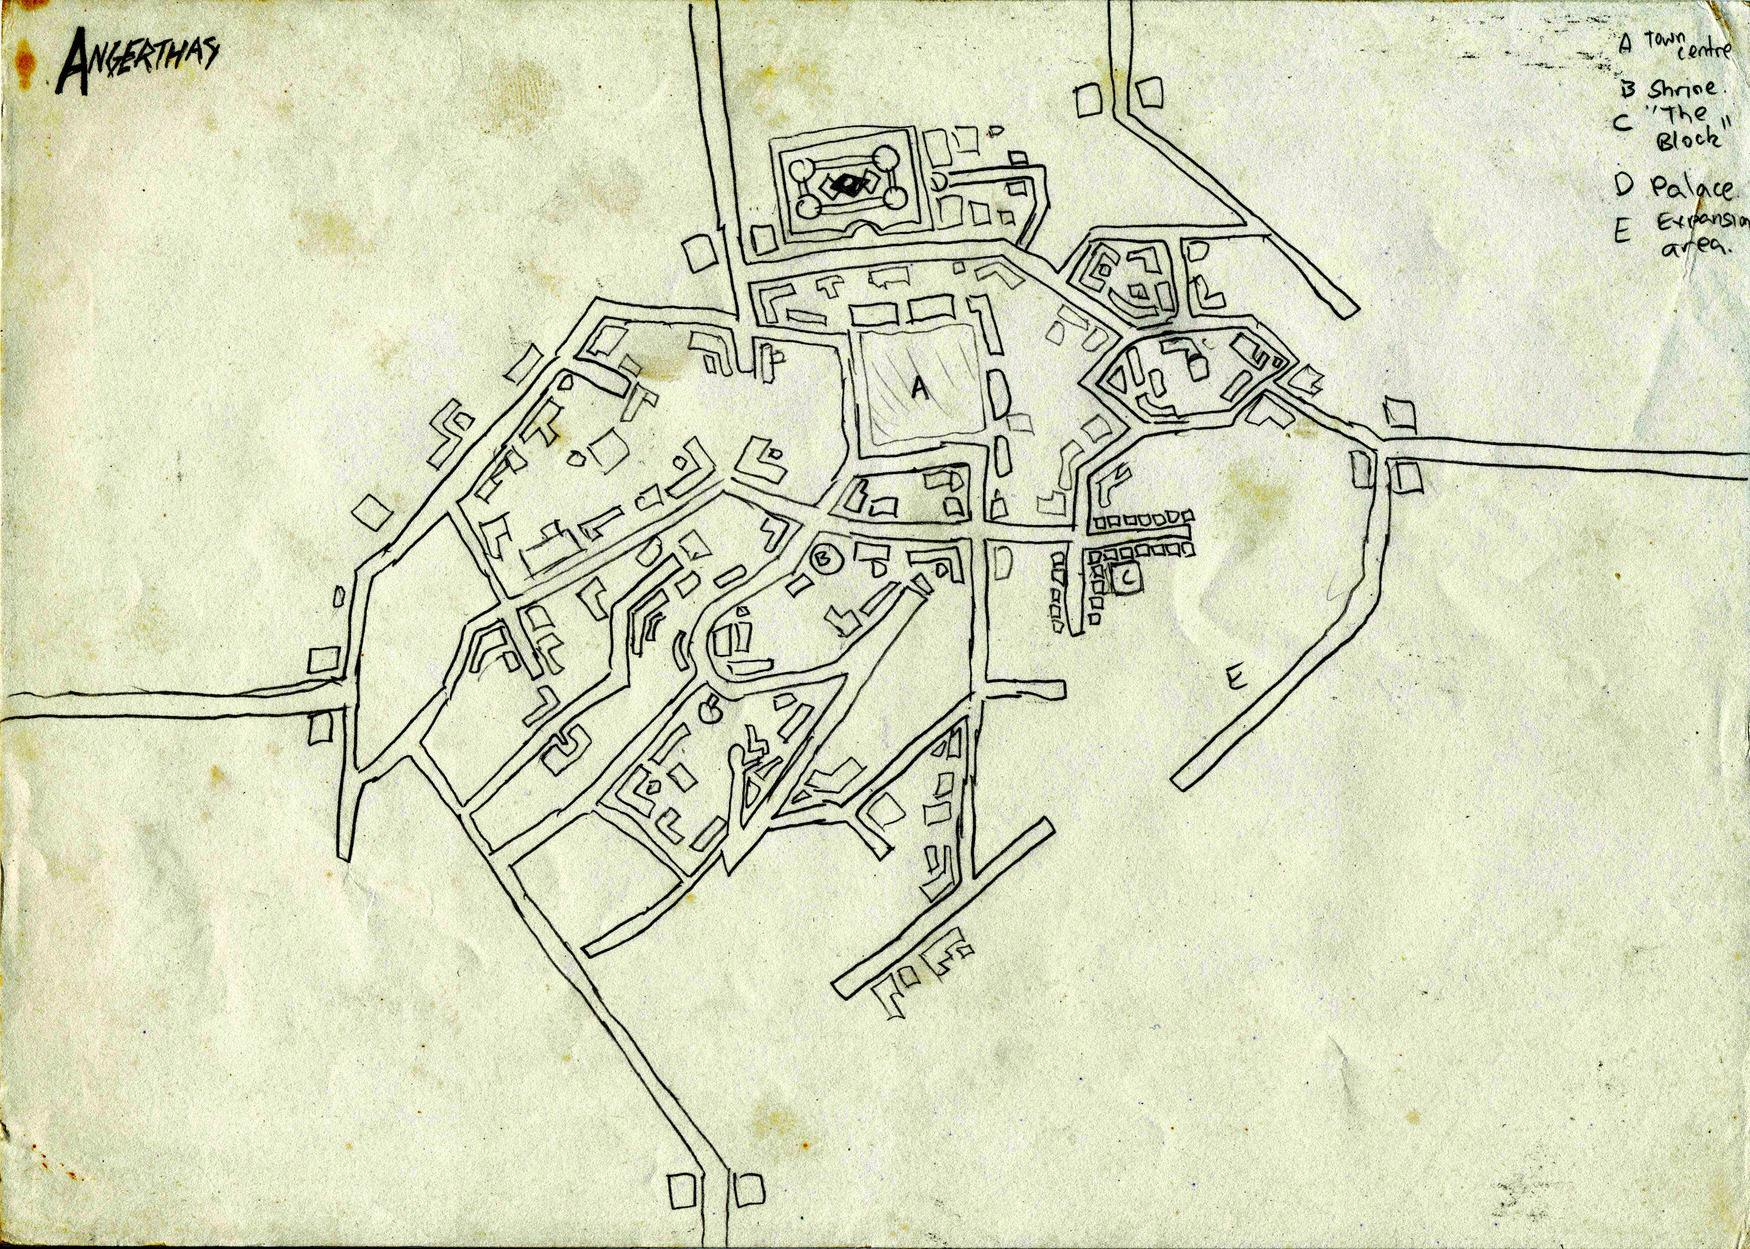 ANGERTHAS
A Town
centre
B Shrine.
C "The
Block"
D Palace.
E Expansion
area.
A
B
C
E